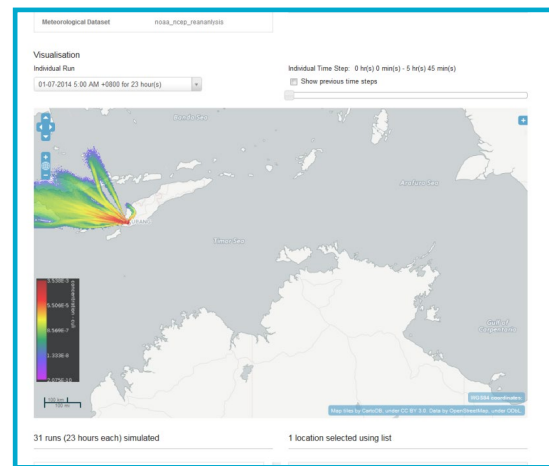 Meteorological Dataset noaa_ncep_reananlysis
Visualisation
Individual Run
01-07-2014 5:00 AM +0800 for 23 hour(s)
Individual Time Step: 0 hr(s) 0 min(s) - 5 hr(s) 45 min(s)
Show previous time steps
Banda Sea
Arafura Sea
Timor Sea
Gulf of
Carpentaria
concentration - null
100 km
100 mi
WGS84 coordinates
Map tiles by CartoDB, under CC BY 3.0. Data by OpenStreetMap, under ODbL.
31 runs (23 hours each) simulated
1 location selected using list